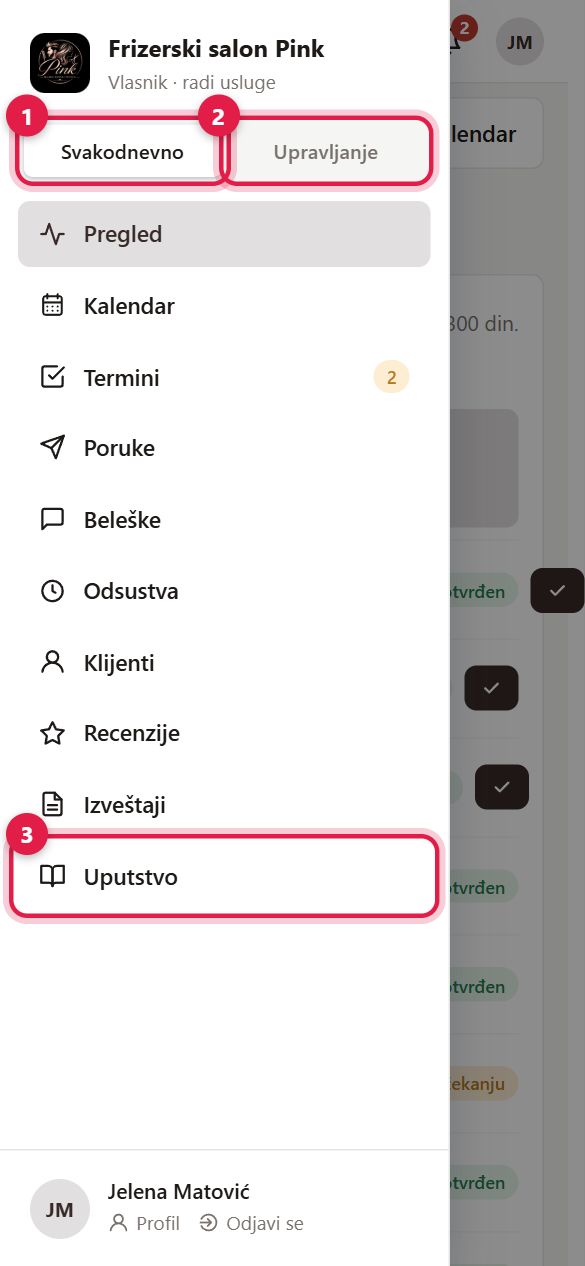 Frizerski salon Pink
Vlasnik · radi usluge
2
JM
1
2
Svakodnevno
Upravljanje
lendar
Pregled
Kalendar
300 din.
Termini
2
Poruke
Beleške
Odsustva
otvrđen
Klijenti
Recenzije
Izveštaji
3
Uputstvo
otvrđen
otvrđen
ekanju
otvrđen
JM
Jelena Matović
Profil
Odjavi se